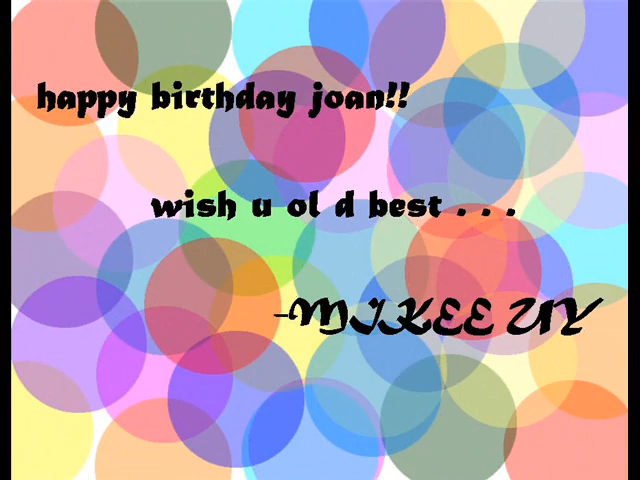 happy birthday joan!!
wish u ol d best . . .
-MIKEE UY